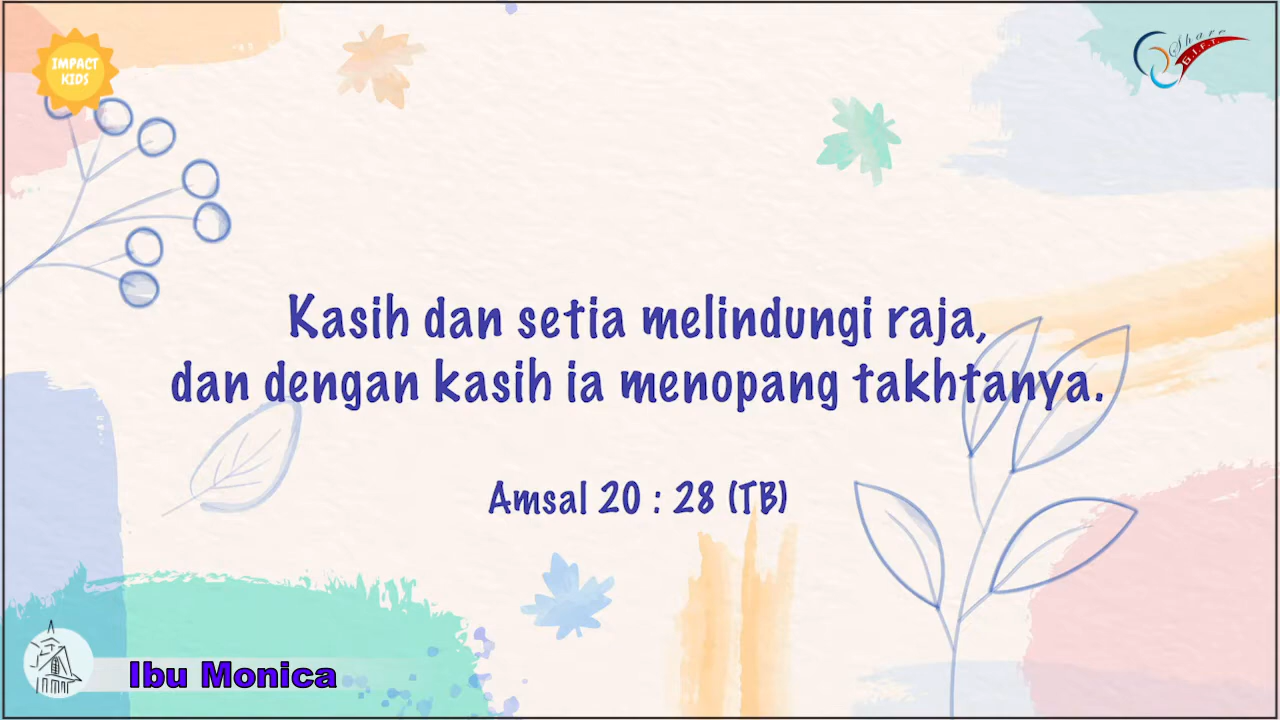 IMPACT
KIDS
Share
G.I.F.T.
Kasih dan setia melindungi raja,
dan dengan kasih ia menopang takhtanya.
Amsal 20 : 28 (TB)
Ibu Monica